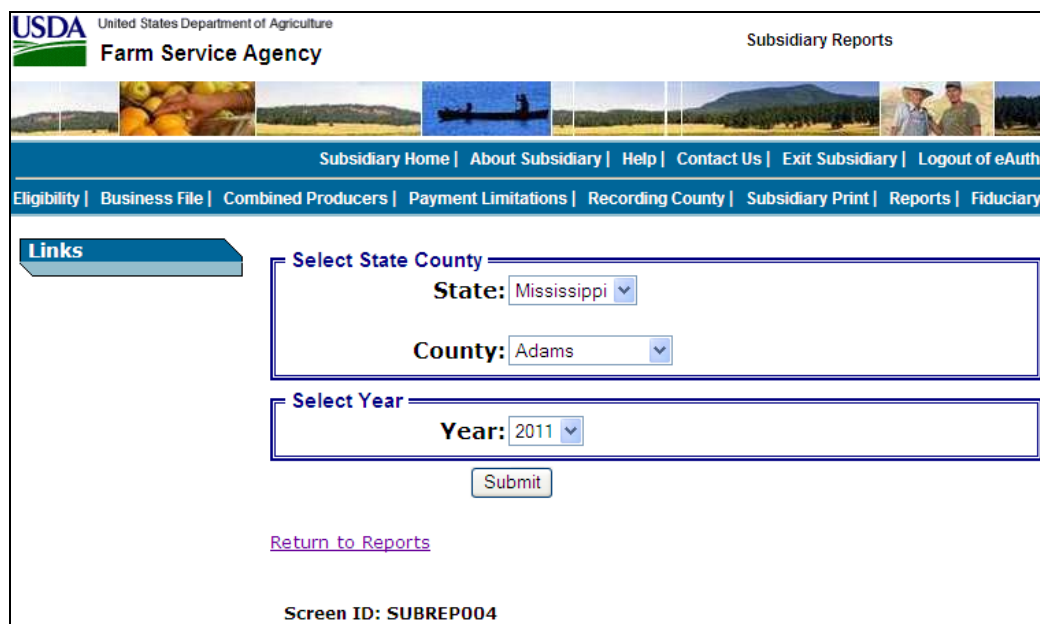 USDA United States Department of Agriculture
Farm Service Agency
Subsidiary Reports
Subsidiary Home | About Subsidiary | Help | Contact Us | Exit Subsidiary | Logout of eAuth
Eligibility | Business File | Combined Producers | Payment Limitations | Recording County | Subsidiary Print | Reports | Fiduciary
Links
Select State County
State: Mississippi
County: Adams
Select Year
Year: 2011
Submit
Return to Reports
Screen ID: SUBREP004